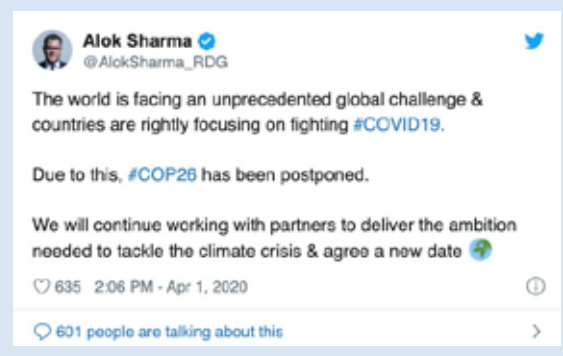 Alok Sharma
@AlokSharma_RDG
The world is facing an unprecedented global challenge &
countries are rightly focusing on fighting #COVID19.
Due to this, #COP26 has been postponed.
We will continue working with partners to deliver the ambition
needed to tackle the climate crisis & agree a new date 🌍
635 2:06 PM - Apr 1, 2020
601 people are talking about this